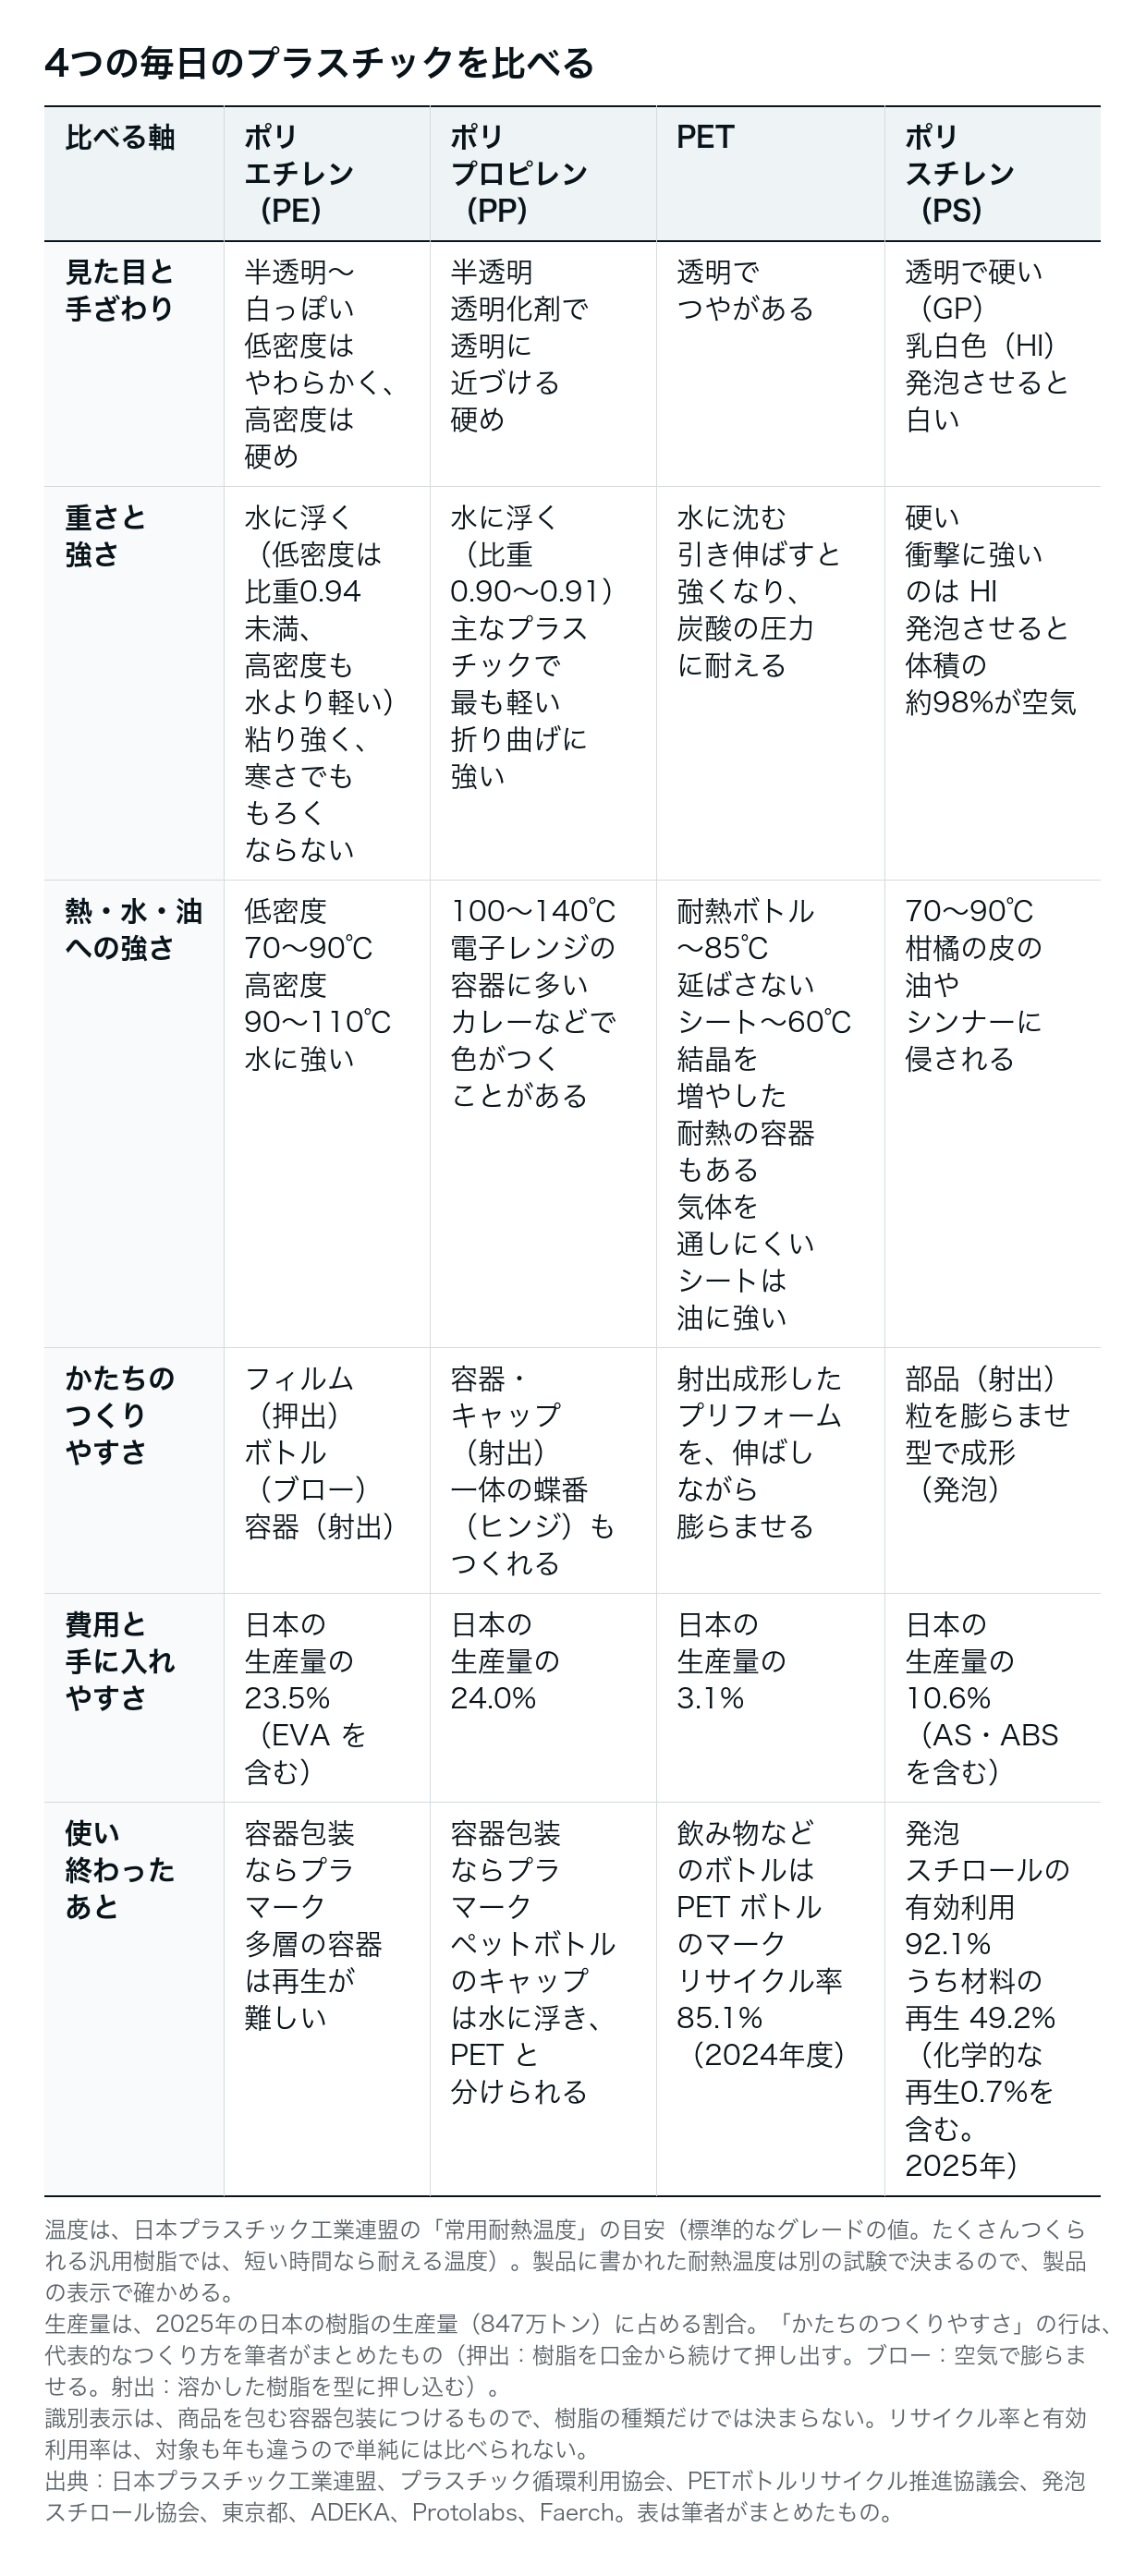 4つの毎日のプラスチックを比べる
比べる軸
ポリ
エチレン
（PE）
ポリ
プロピレン
（PP）
PET
ポリ
スチレン
（PS）
見た目と
手ざわり
半透明〜
白っぽい
低密度は
やわらかく、
高密度は
硬め
半透明
透明化剤で
透明に
近づける
硬め
透明で
つやがある
透明で硬い
（GP）
乳白色（HI）
発泡させると
白い
重さと
強さ
水に浮く
（低密度は
比重0.94
未満、
高密度も
水より軽い）
粘り強く、
寒さでも
もろく
ならない
水に浮く
（比重
0.90〜0.91）
主なプラス
チックで
最も軽い
折り曲げに
強い
水に沈む
引き伸ばすと
強くなり、
炭酸の圧力
に耐える
硬い
衝撃に強い
のは HI
発泡させると
体積の
約98%が空気
熱・水・油
への強さ
低密度
70〜90℃
高密度
90〜110℃
水に強い
100〜140℃
電子レンジの
容器に多い
カレーなどで
色がつく
ことがある
耐熱ボトル
〜85℃
延ばさない
シート〜60℃
結晶を
増やした
耐熱の容器
もある
気体を
通しにくい
シートは
油に強い
70〜90℃
柑橘の皮の
油や
シンナーに
侵される
かたちの
つくり
やすさ
フィルム
（押出）
ボトル
（ブロー）
容器（射出）
容器・
キャップ
（射出）
一体の蝶番
（ヒンジ）も
つくれる
射出成形した
プリフォーム
を、伸ばし
ながら
膨らませる
部品（射出）
粒を膨らませ
型で成形
（発泡）
費用と
手に入れ
やすさ
日本の
生産量の
23.5%
（EVA を
含む）
日本の
生産量の
24.0%
日本の
生産量の
3.1%
日本の
生産量の
10.6%
（AS・ABS
を含む）
使い
終わった
あと
容器包装
ならプラ
マーク
多層の容器
は再生が
難しい
容器包装
ならプラ
マーク
ペットボトル
のキャップ
は水に浮き、
PET と
分けられる
飲み物など
のボトルは
PET ボトル
のマーク
リサイクル率
85.1%
（2024年度）
発泡
スチロールの
有効利用
92.1%
うち材料の
再生 49.2%
（化学的な
再生0.7%を
含む。
2025年）
温度は、日本プラスチック工業連盟の「常用耐熱温度」の目安（標準的なグレードの値。たくさんつくら
れる汎用樹脂では、短い時間なら耐える温度）。製品に書かれた耐熱温度は別の試験で決まるので、製品
の表示で確かめる。
生産量は、2025年の日本の樹脂の生産量（847万トン）に占める割合。「かたちのつくりやすさ」の行は、
代表的なつくり方を筆者がまとめたもの（押出：樹脂を口金から続けて押し出す。ブロー：空気で膨らま
せる。射出：溶かした樹脂を型に押し込む）。
識別表示は、商品を包む容器包装につけるもので、樹脂の種類だけでは決まらない。リサイクル率と有効
利用率は、対象も年も違うので単純には比べられない。
出典：日本プラスチック工業連盟、プラスチック循環利用協会、PETボトルリサイクル推進協議会、発泡
スチロール協会、東京都、ADEKA、Protolabs、Faerch。表は筆者がまとめたもの。